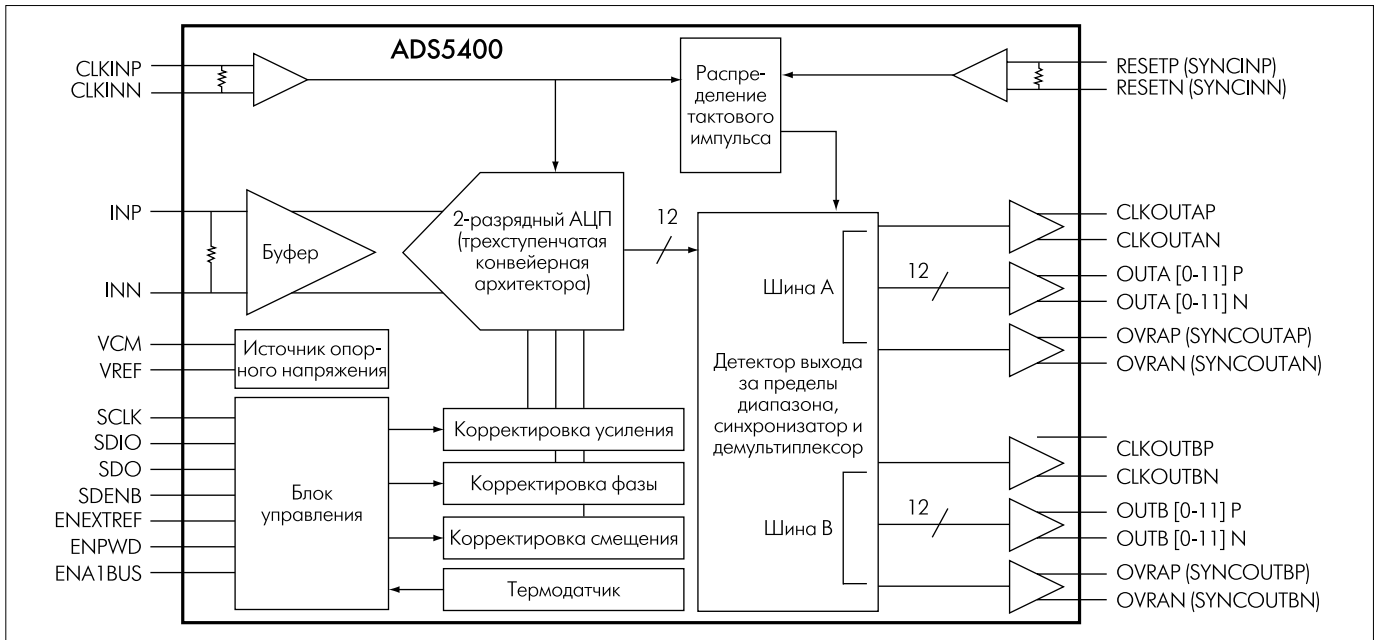 ADS5400
CLKINP
CLKINN
Распре-
деление
тактового
импульса
RESETP (SYNCINP)
RESETN (SYNCINN)
INP
INN
Буфер
2-разрядный АЦП
(трехступенчатая
конвейерная
архитектора)
12
VCM
VREF
Источник опор-
ного напряжения
SCLK
SDIO
SDO
SDENB
ENEXTREF
ENPWD
ENA1BUS
Блок
управления
Корректировка усиления
Корректировка фазы
Корректировка смещения
Термодатчик
Шина A
Детектор выхода
за пределы
диапазона,
синхронизатор и
демультиплексор
Шина B
12
12
CLKOUTAP
CLKOUTAN
OUTA [0-11] P
OUTA [0-11] N
OVRAP (SYNCOUTAP)
OVRAN (SYNCOUTAN)
CLKOUTBP
CLKOUTBN
OUTB [0-11] P
OUTB [0-11] N
OVRAP (SYNCOUTBP)
OVRAN (SYNCOUTBN)